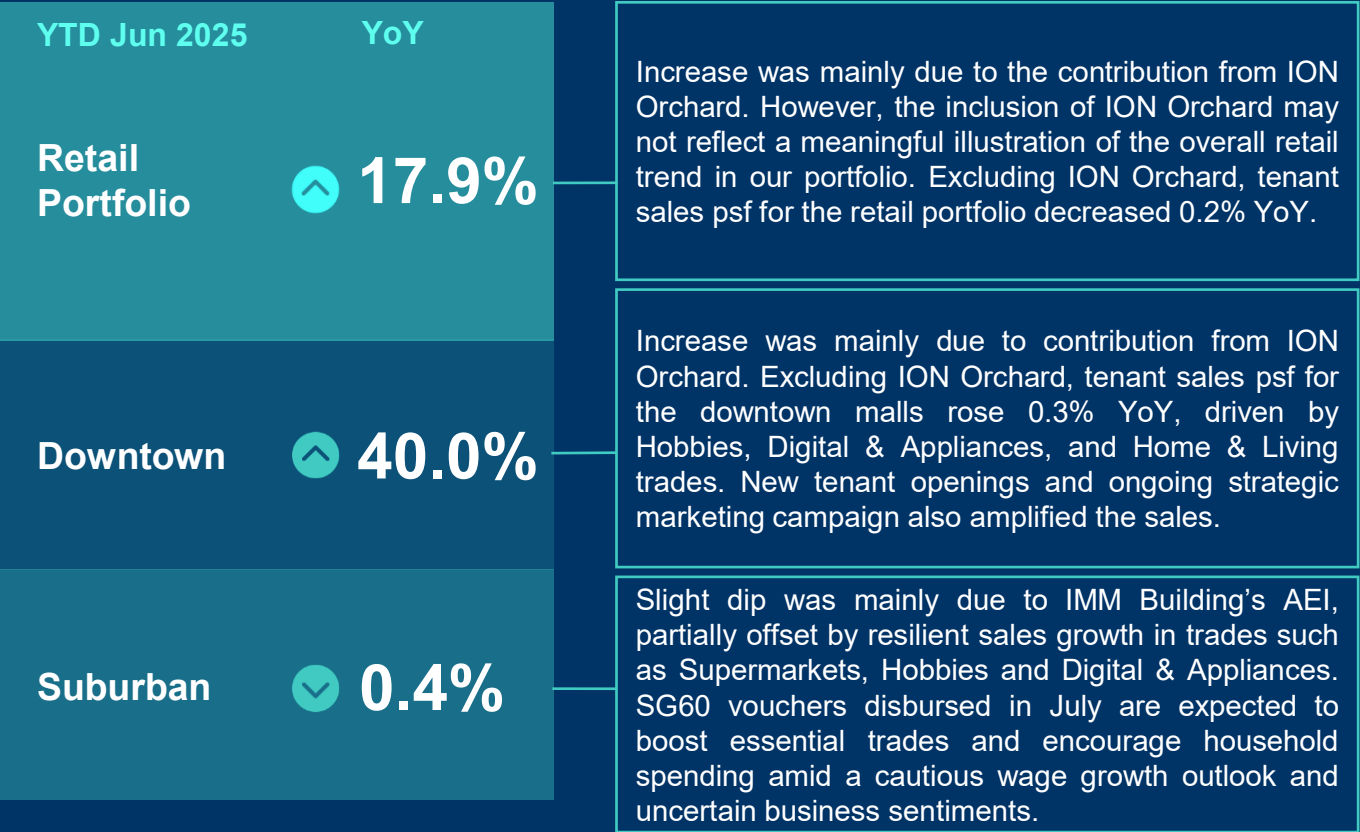 YTD Jun 2025 YoY
Retail
Portfolio
17.9%
Increase was mainly due to the contribution from ION
Orchard. However, the inclusion of ION Orchard may
not reflect a meaningful illustration of the overall retail
trend in our portfolio. Excluding ION Orchard, tenant
sales psf for the retail portfolio decreased 0.2% YoY.
Downtown 40.0%
Increase was mainly due to contribution from ION
Orchard. Excluding ION Orchard, tenant sales psf for
the downtown malls rose 0.3% YoY, driven by
Hobbies, Digital & Appliances, and Home & Living
trades. New tenant openings and ongoing strategic
marketing campaign also amplified the sales.
Suburban 0.4%
Slight dip was mainly due to IMM Building’s AEI,
partially offset by resilient sales growth in trades such
as Supermarkets, Hobbies and Digital & Appliances.
SG60 vouchers disbursed in July are expected to
boost essential trades and encourage household
spending amid a cautious wage growth outlook and
uncertain business sentiments.